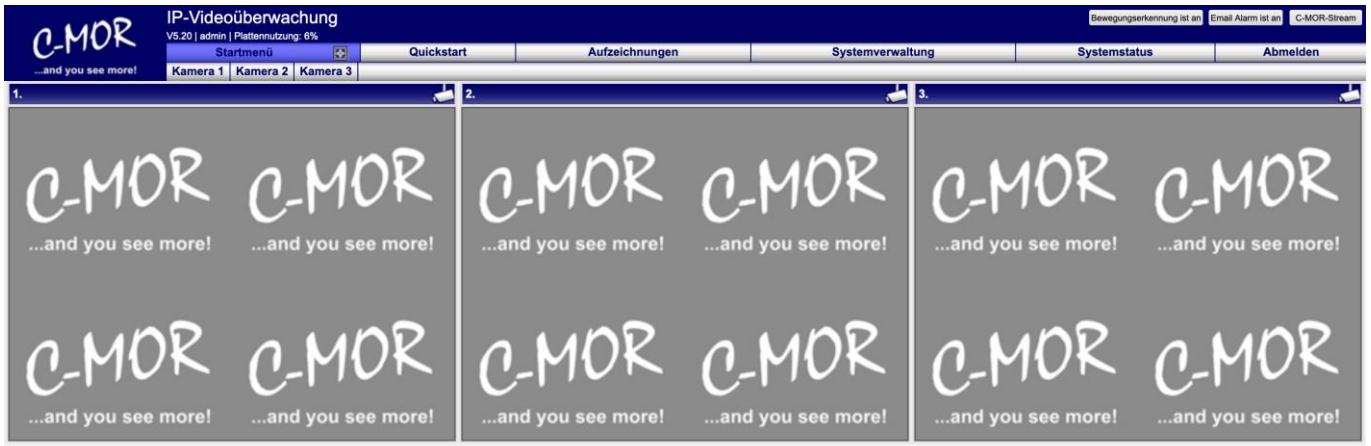 C-MOR
...and you see more!
IP-Videoüberwachung
V5.20 | admin | Plattennutzung: 6%
Bewegungserkennung ist an Email Alarm ist an C-MOR-Stream
Startmenü Quickstart Aufzeichnungen Systemverwaltung Systemstatus Abmelden
Kamera 1 Kamera 2 Kamera 3
1. 2. 3.
C-MOR C-MOR C-MOR C-MOR C-MOR C-MOR
...and you see more! ...and you see more! ...and you see more! ...and you see more! ...and you see more! ...and you see more!
C-MOR C-MOR C-MOR C-MOR C-MOR C-MOR
...and you see more! ...and you see more! ...and you see more! ...and you see more! ...and you see more! ...and you see more!